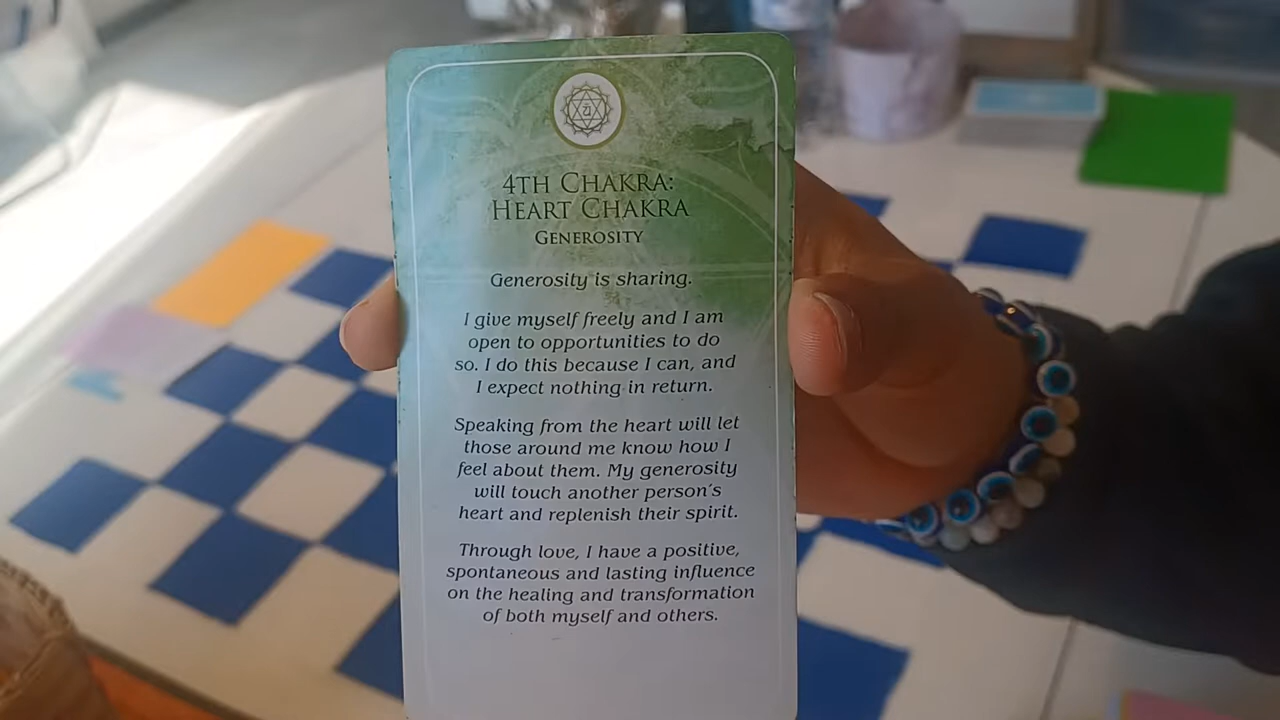 4TH CHAKRA:
HEART CHAKRA
GENEROSITY
Generosity is sharing.
I give myself freely and I am
open to opportunities to do
so. I do this because I can, and
I expect nothing in return.
Speaking from the heart will let
those around me know how I
feel about them. My generosity
will touch another person's
heart and replenish their spirit.
Through love, I have a positive,
spontaneous and lasting influence
on the healing and transformation
of both myself and others.